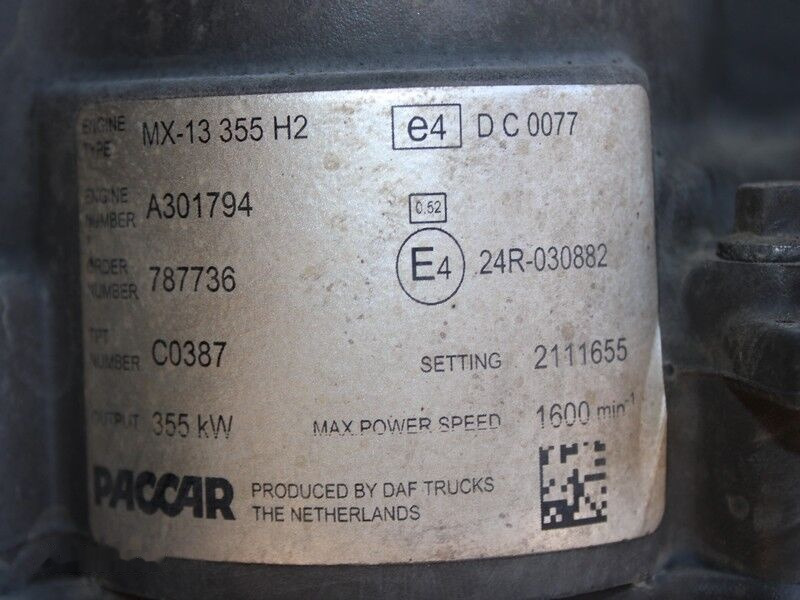 ENGINE TYPE MX-13 355 H2 e4 D C 0077
ENGINE NUMBER A301794 0.52
ORDER NUMBER 787736 E4 24R-030882
TPT NUMBER C0387 SETTING 2111655
OUTPUT 355 kW MAX POWER SPEED 1600 min-1
PACCAR PRODUCED BY DAF TRUCKS
THE NETHERLANDS